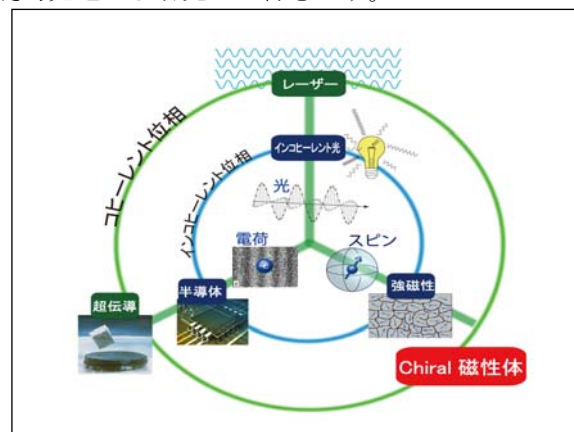 レーザー
コヒーレント位相
インコヒーレント光
インコヒーレント位相
光
電荷
スピン
半導体
強磁性
超伝導
Chiral 磁性体